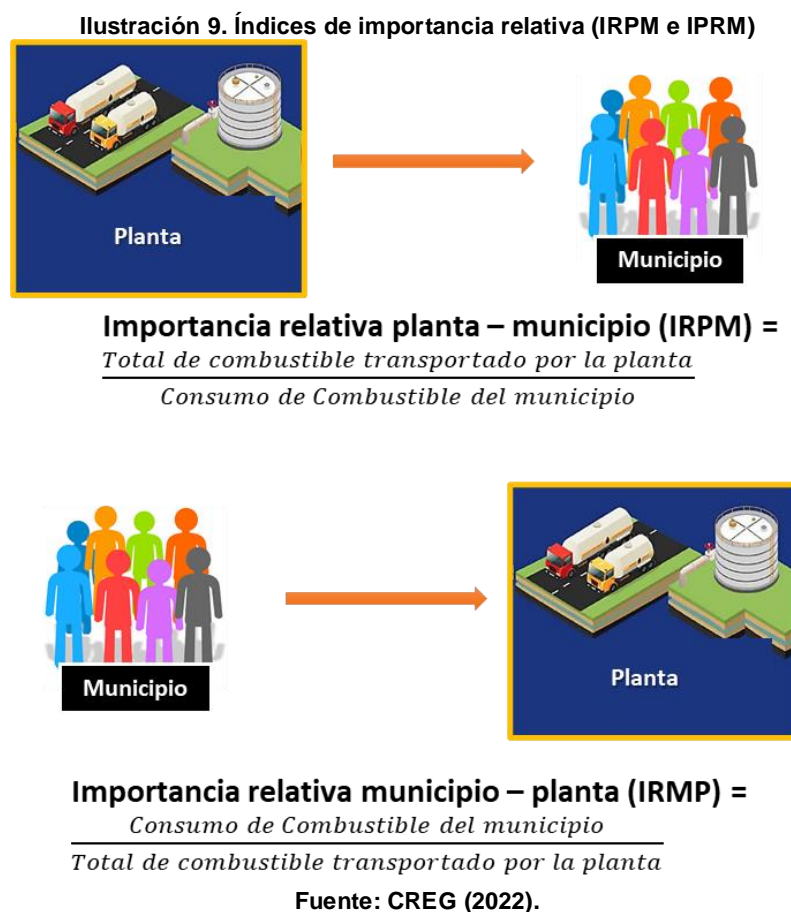 Ilustración 9. Índices de importancia relativa (IRPM e IPRM)
Planta
Municipio
Importancia relativa planta – municipio (IRPM) =
Total de combustible transportado por la planta
Consumo de Combustible del municipio
Municipio
Planta
Importancia relativa municipio – planta (IRMP) =
Consumo de Combustible del municipio
Total de combustible transportado por la planta
Fuente: CREG (2022).